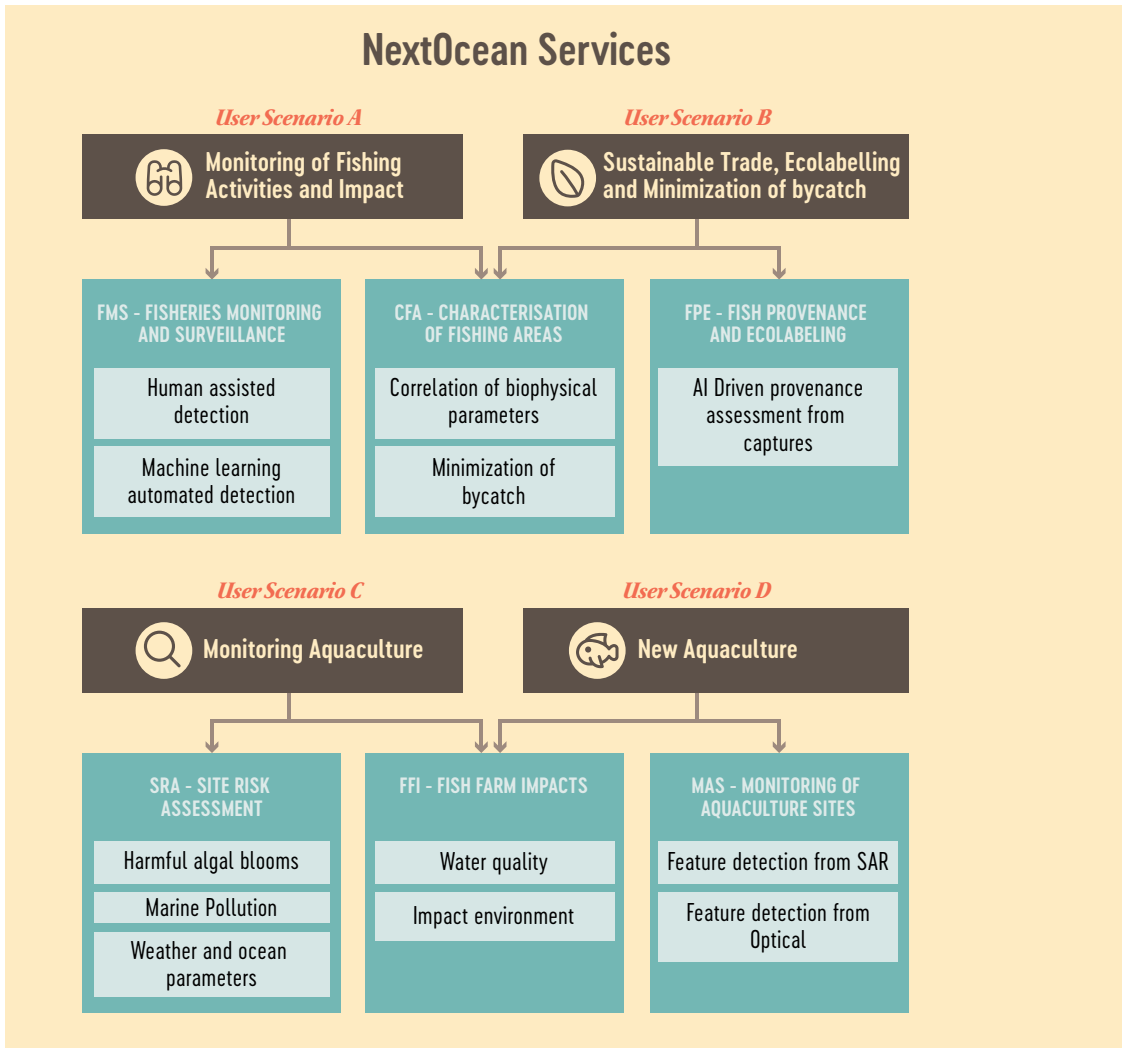 NextOcean Services
User Scenario A
Monitoring of Fishing
Activities and Impact
User Scenario B
Sustainable Trade, Ecolabelling
and Minimization of bycatch
FMS - FISHERIES MONITORING
AND SURVEILLANCE
Human assisted
detection
Machine learning
automated detection
CFA - CHARACTERISATION
OF FISHING AREAS
Correlation of biophysical
parameters
Minimization of
bycatch
FPE - FISH PROVENANCE
AND ECOLABELING
AI Driven provenance
assessment from
captures
User Scenario C
Monitoring Aquaculture
User Scenario D
New Aquaculture
SRA - SITE RISK
ASSESSMENT
Harmful algal blooms
Marine Pollution
Weather and ocean
parameters
FFI - FISH FARM IMPACTS
Water quality
Impact environment
MAS - MONITORING OF
AQUACULTURE SITES
Feature detection from SAR
Feature detection from
Optical